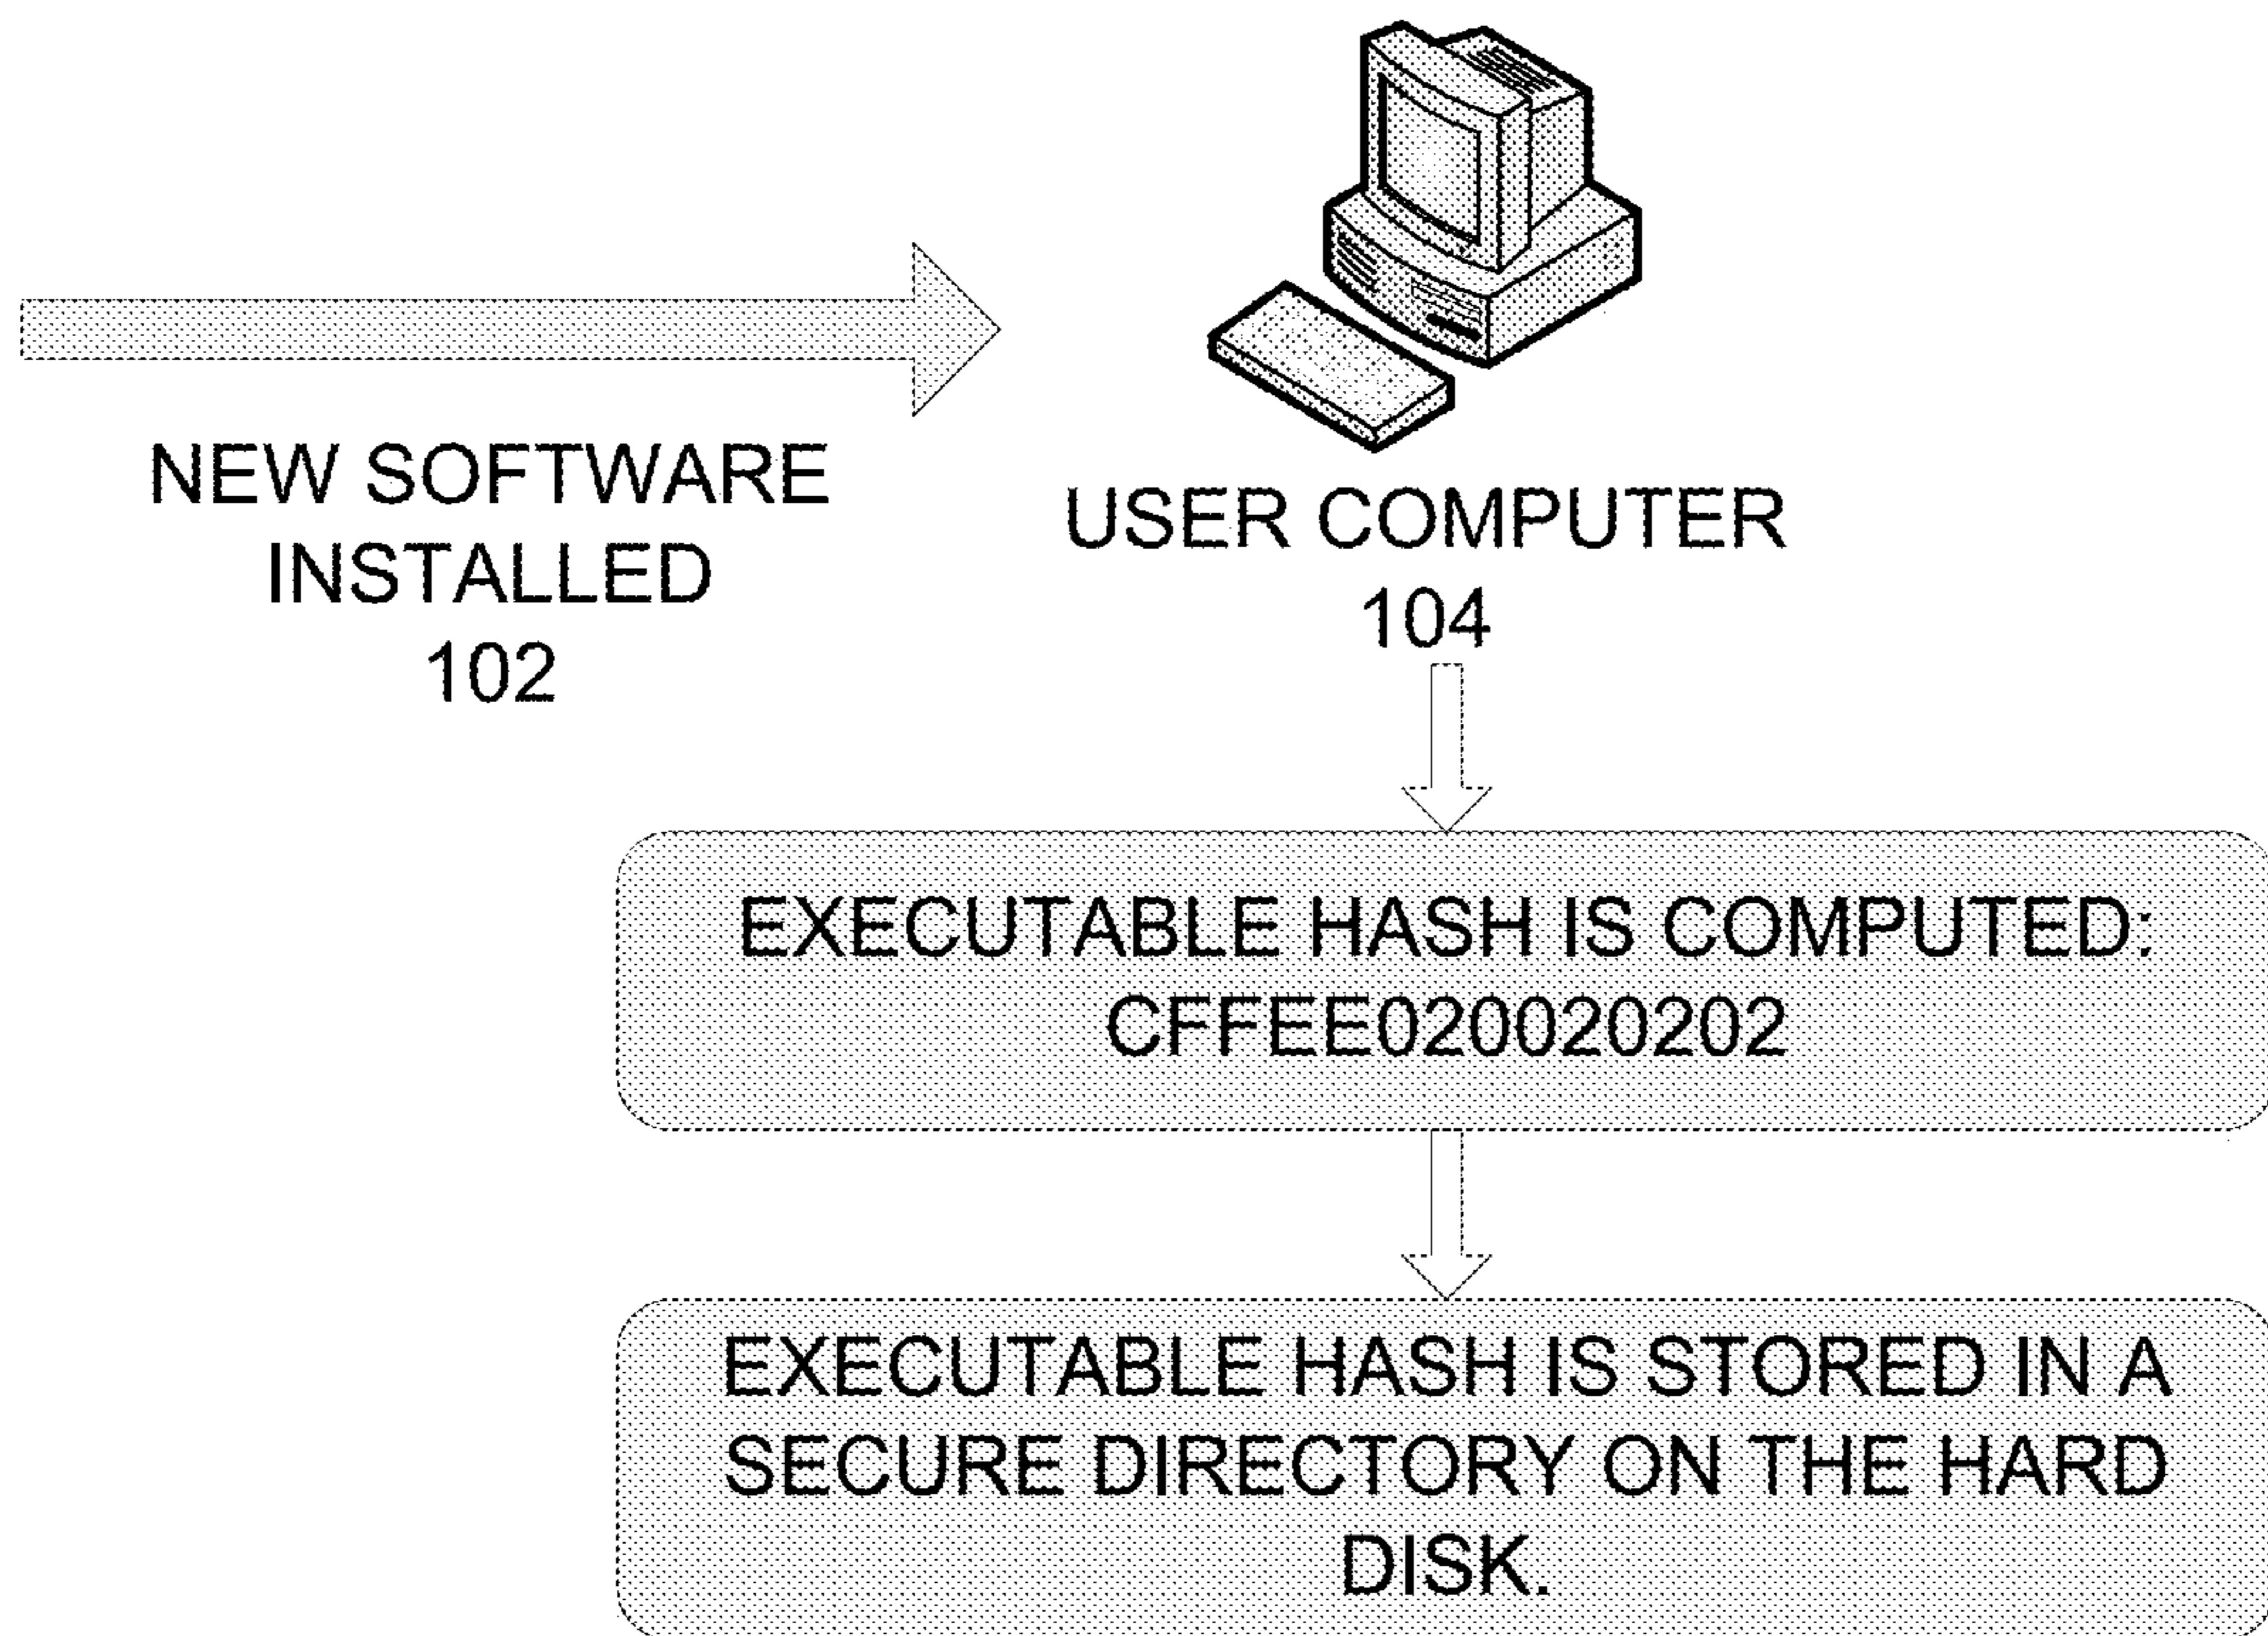 NEW SOFTWARE
INSTALLED
102
USER COMPUTER
104
EXECUTABLE HASH IS COMPUTED:
CFFEE020020202
EXECUTABLE HASH IS STORED IN A
SECURE DIRECTORY ON THE HARD
DISK.